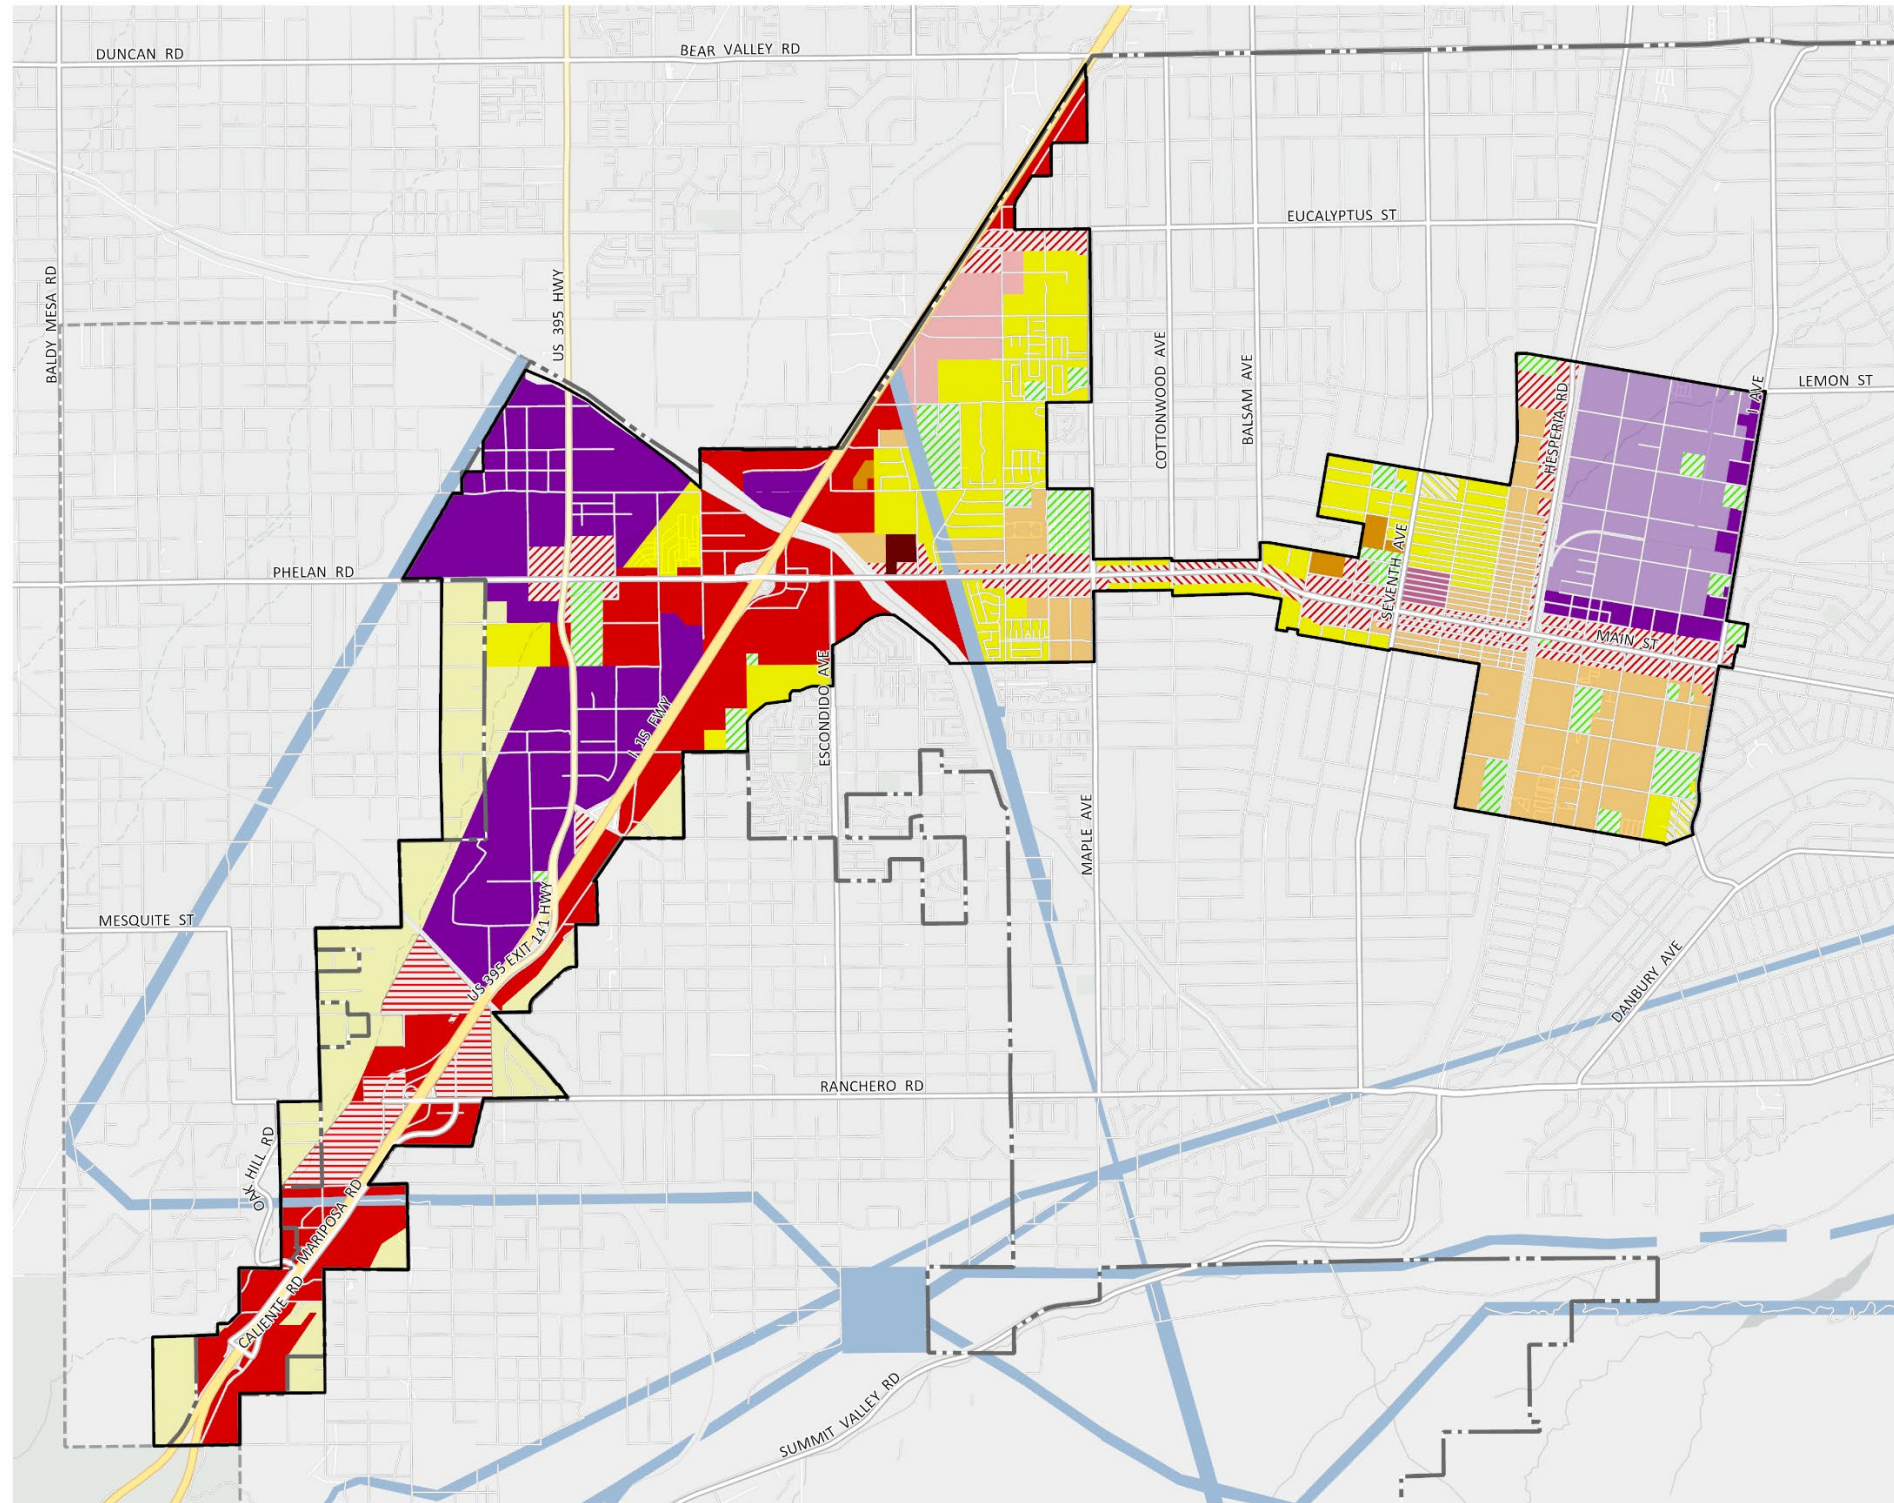 DUNCAN RD
BEAR VALLEY RD
EUCALYPTUS ST
BALDY MESA RD
US 395 HWY
COTTONWOOD AVE
BALSAM AVE
HESPERIA RD
1 AVE
LEMON ST
SEVENTH AVE
PHELAN RD
MAIN ST
ESCONDIDO AVE
I 15 FWY
MAPLE AVE
MESQUITE ST
US 395 EXIT 141 HWY
DANBURY AVE
RANCHERO RD
OAK HILL RD
MARIPOSA RD
CALIENTE RD
SUMMIT VALLEY RD